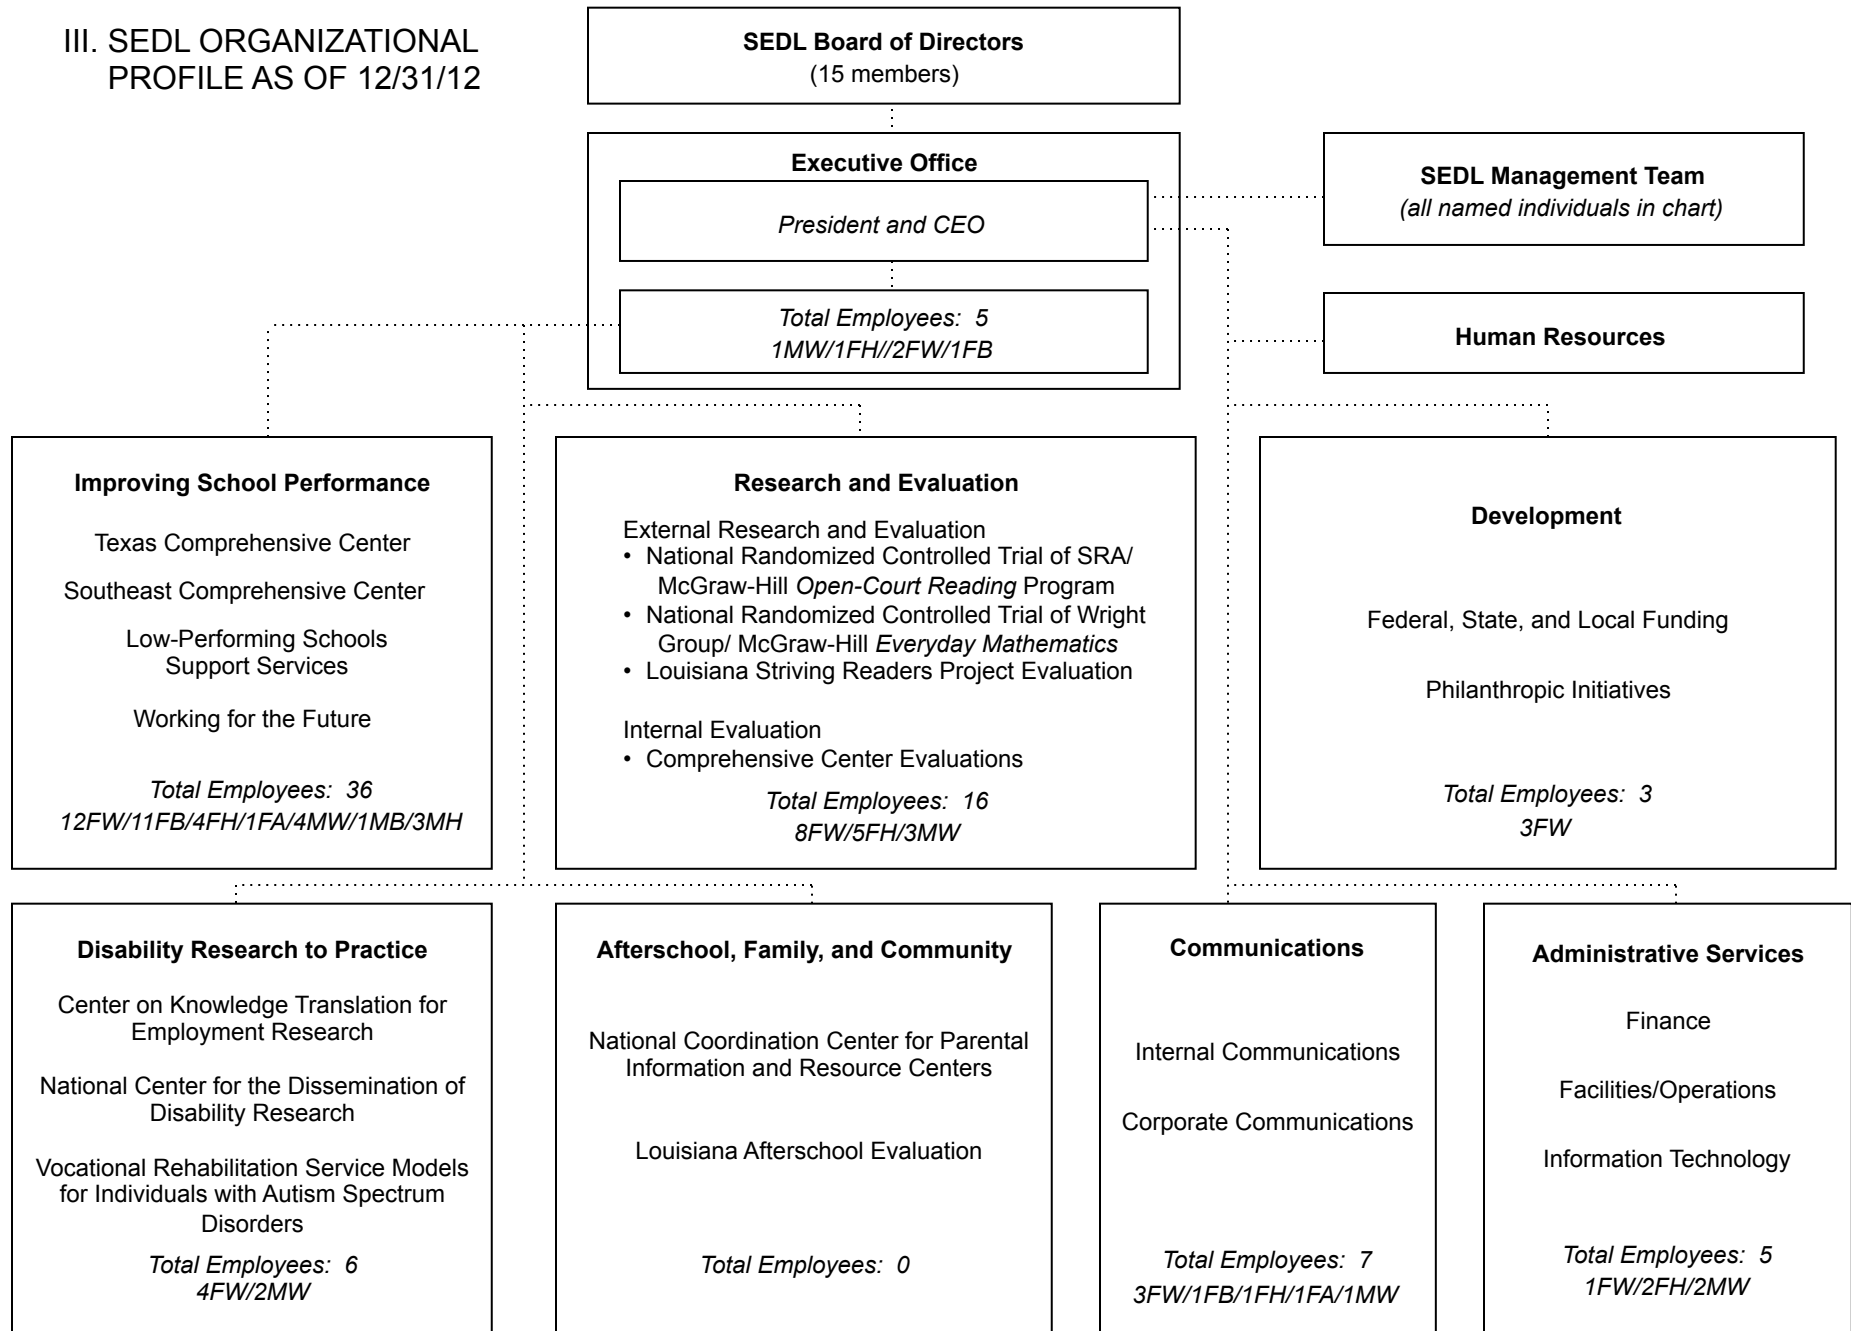 III. SEDL ORGANIZATIONAL
PROFILE AS OF 12/31/12
SEDL Board of Directors
(15 members)
Executive Office
President and CEO
Total Employees: 5
1MW/1FH//2FW/1FB
SEDL Management Team
(all named individuals in chart)
Human Resources
Improving School Performance
Texas Comprehensive Center
Southeast Comprehensive Center
Low-Performing Schools
Support Services
Working for the Future
Total Employees: 36
12FW/11FB/4FH/1FA/4MW/1MB/3MH
Research and Evaluation
External Research and Evaluation
• National Randomized Controlled Trial of SRA/
McGraw-Hill Open-Court Reading Program
• National Randomized Controlled Trial of Wright
Group/ McGraw-Hill Everyday Mathematics
• Louisiana Striving Readers Project Evaluation
Internal Evaluation
• Comprehensive Center Evaluations
Total Employees: 16
8FW/5FH/3MW
Development
Federal, State, and Local Funding
Philanthropic Initiatives
Total Employees: 3
3FW
Disability Research to Practice
Center on Knowledge Translation for
Employment Research
National Center for the Dissemination of
Disability Research
Vocational Rehabilitation Service Models
for Individuals with Autism Spectrum
Disorders
Total Employees: 6
4FW/2MW
Afterschool, Family, and Community
National Coordination Center for Parental
Information and Resource Centers
Louisiana Afterschool Evaluation
Total Employees: 0
Communications
Internal Communications
Corporate Communications
Total Employees: 7
3FW/1FB/1FH/1FA/1MW
Administrative Services
Finance
Facilities/Operations
Information Technology
Total Employees: 5
1FW/2FH/2MW